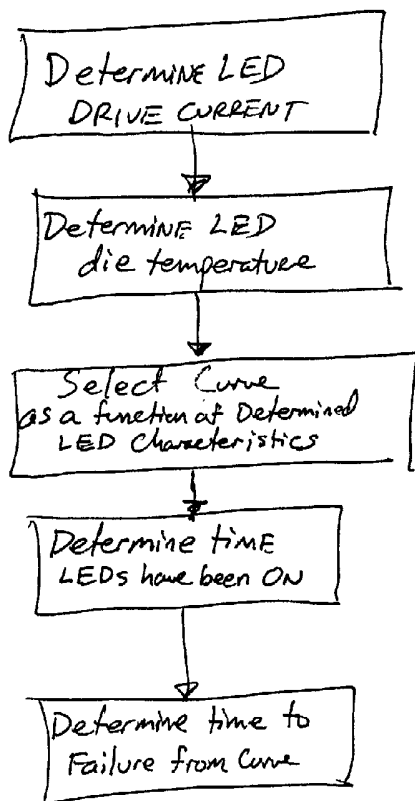 Determine LED
DRIVE CURRENT
Determine LED
die temperature
Select Curve
as a function of Determined
LED Characteristics
Determine time
LEDs have been ON
Determine time to
Failure from Curve